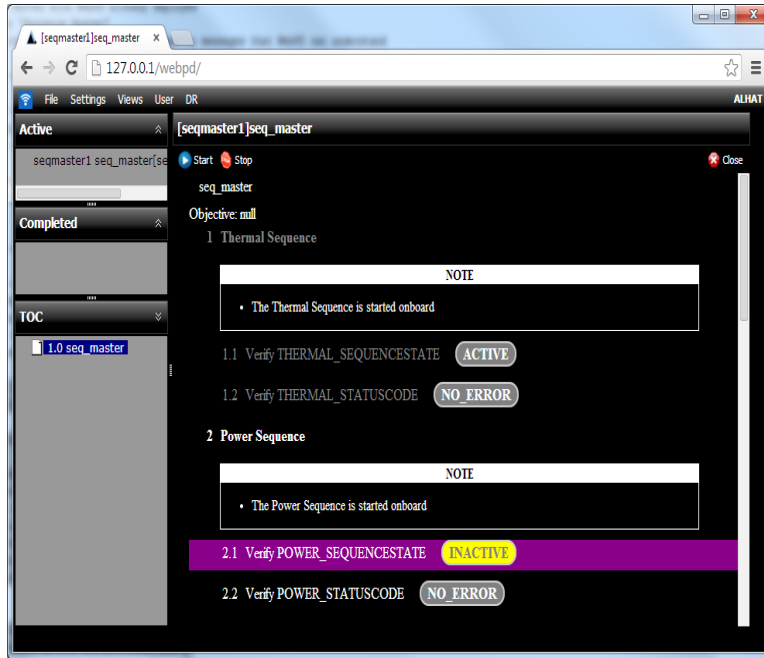 [seqmaster1]seq_master
127.0.0.1/webpd/
File Settings Views User DR ALHAT
Active
seqmaster1 seq_master[se
Completed
TOC
1.0 seq_master
[seqmaster1]seq_master
Start Stop Close
seq_master
Objective: null
1 Thermal Sequence
NOTE
• The Thermal Sequence is started onboard
1.1 Verify THERMAL_SEQUENCESTATE ACTIVE
1.2 Verify THERMAL_STATUSCODE NO_ERROR
2 Power Sequence
NOTE
• The Power Sequence is started onboard
2.1 Verify POWER_SEQUENCESTATE INACTIVE
2.2 Verify POWER_STATUSCODE NO_ERROR